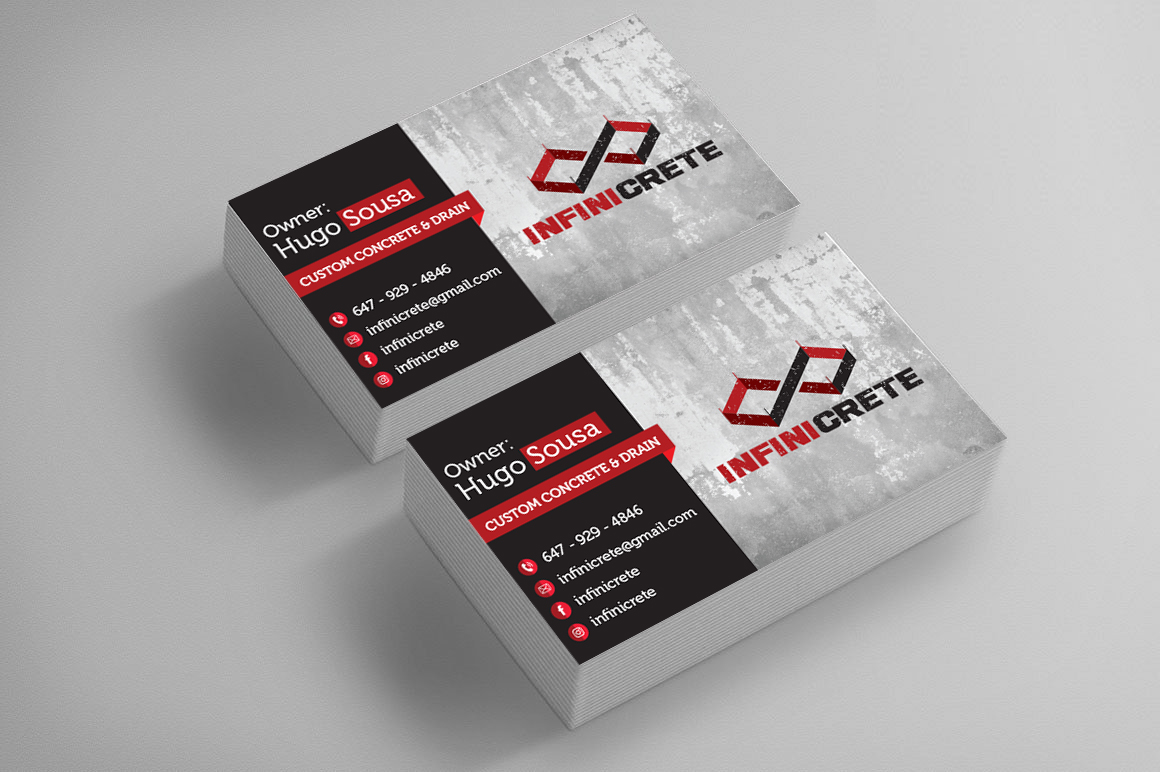 Owner:
Hugo Sousa
CUSTOM CONCRETE & DRAIN
647 - 929 - 4846
infinicrete@gmail.com
infinicrete
infinicrete
INFINICRETE
Owner:
Hugo Sousa
CUSTOM CONCRETE & DRAIN
647 - 929 - 4846
infinicrete@gmail.com
infinicrete
infinicrete
INFINICRETE